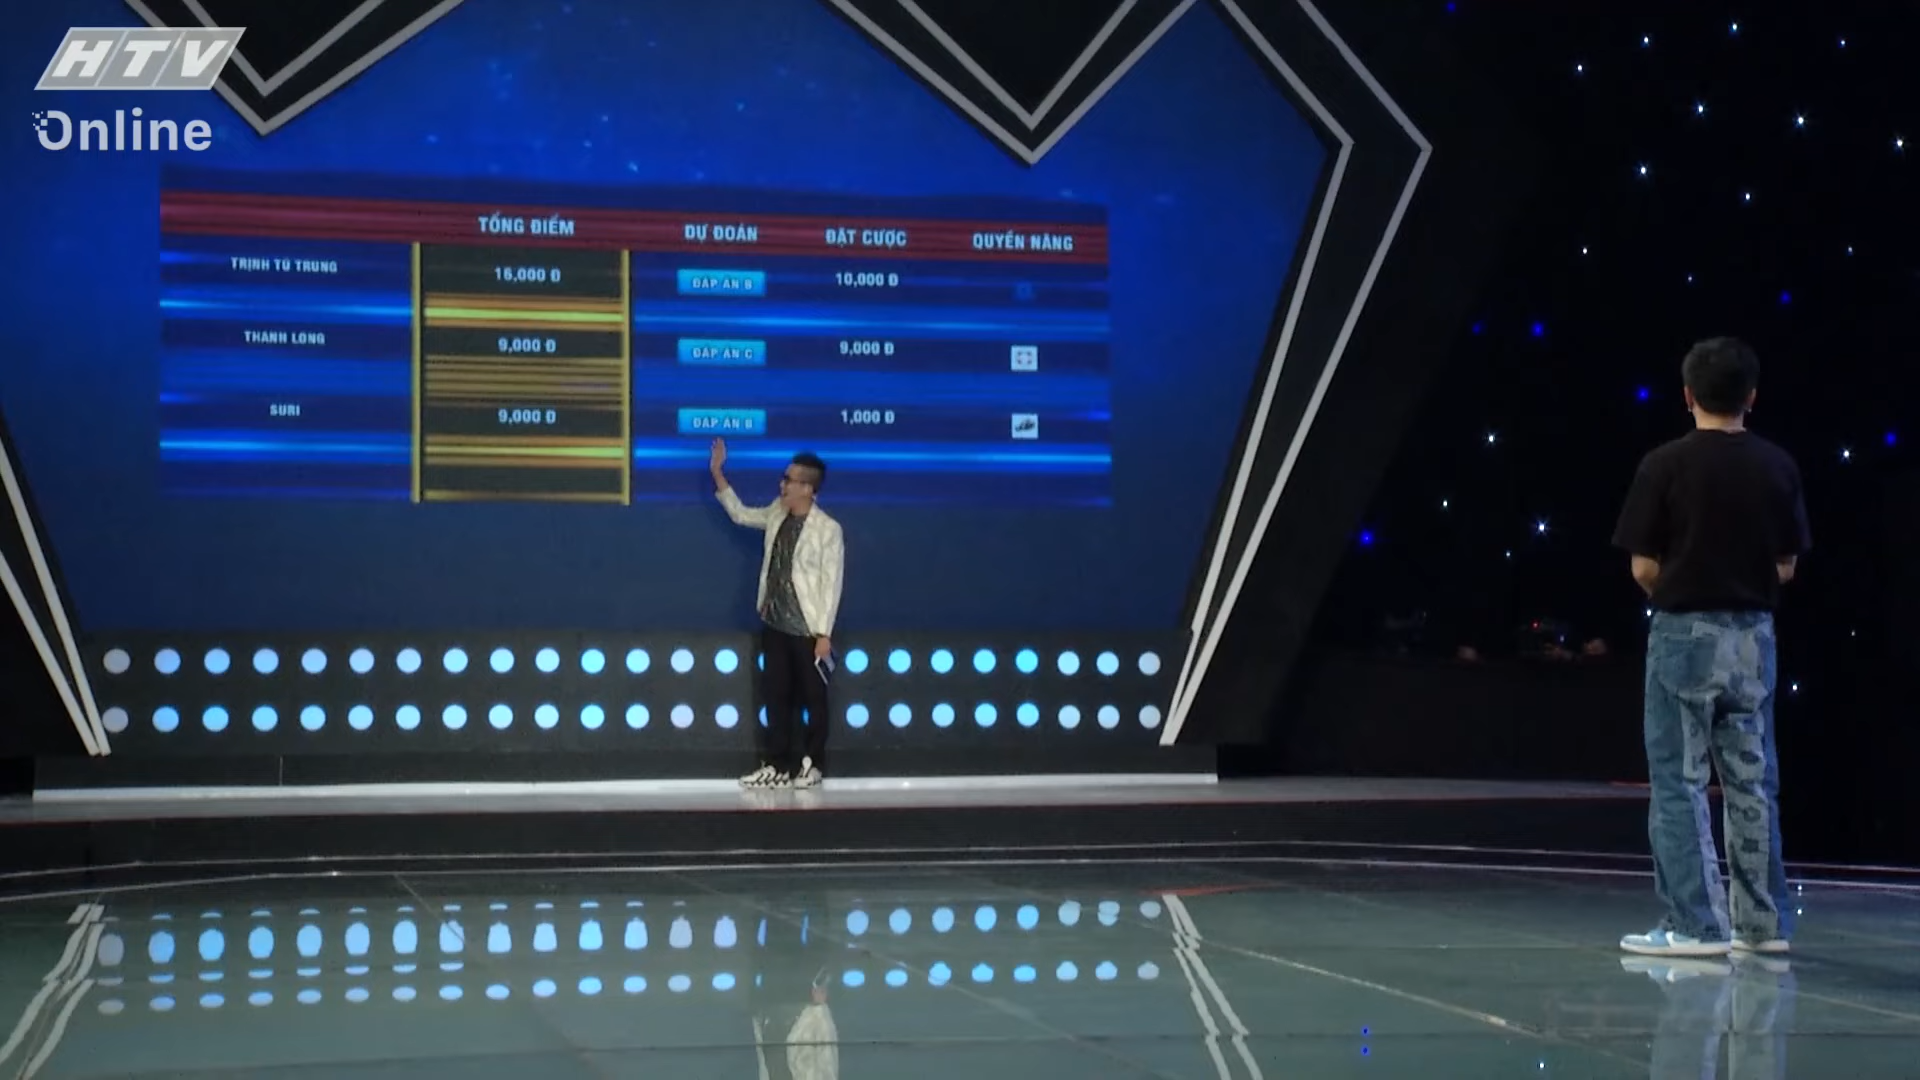 HTV
Online
TỔNG ĐIỂM DỰ ĐOÁN ĐẶT CƯỢC QUYỀN NĂNG
TRỊNH TÚ TRUNG 15,000 Đ ĐÁP ÁN B 10,000 Đ
THANH LONG 9,000 Đ ĐÁP ÁN C 9,000 Đ
SURI 9,000 Đ ĐÁP ÁN B 1,000 Đ